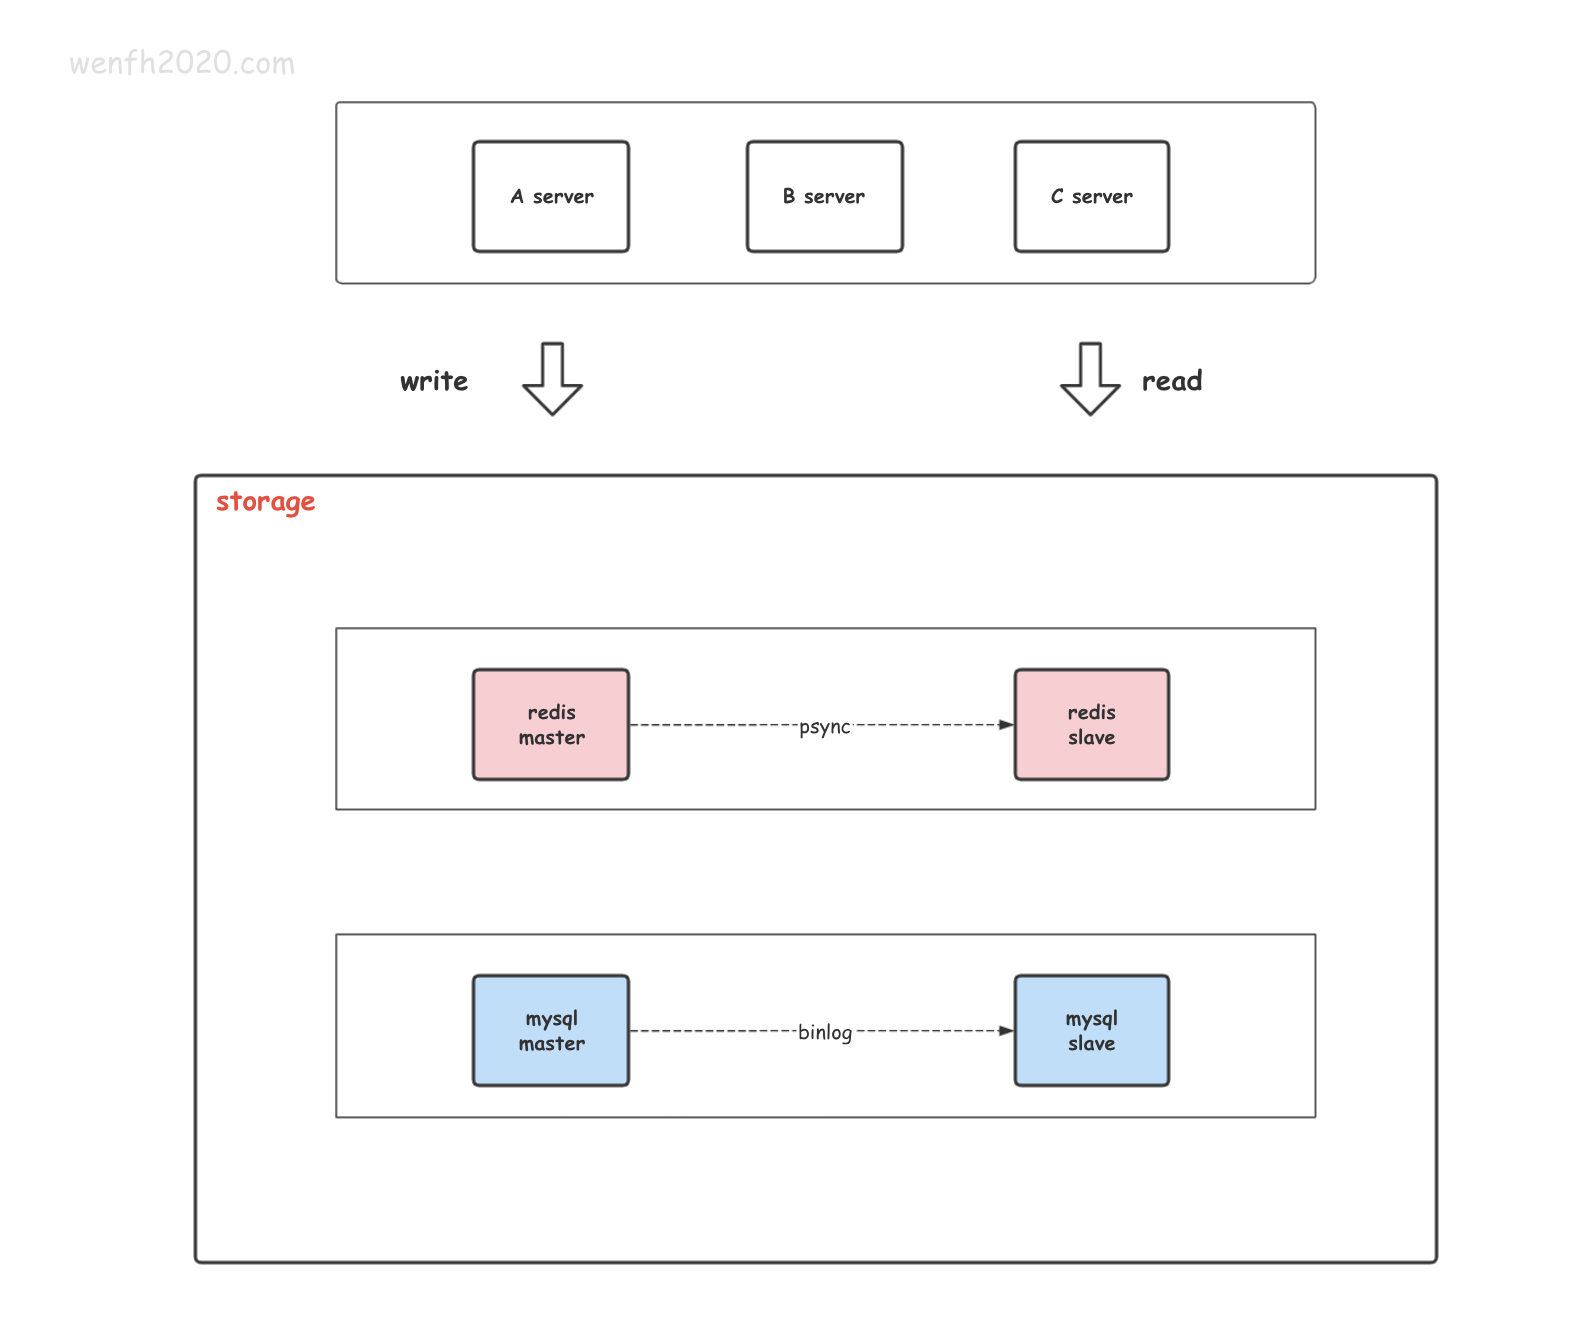 wenfh2020.com
A server
B server
C server
write
read
storage
redis
master
psync
redis
slave
mysql
master
binlog
mysql
slave